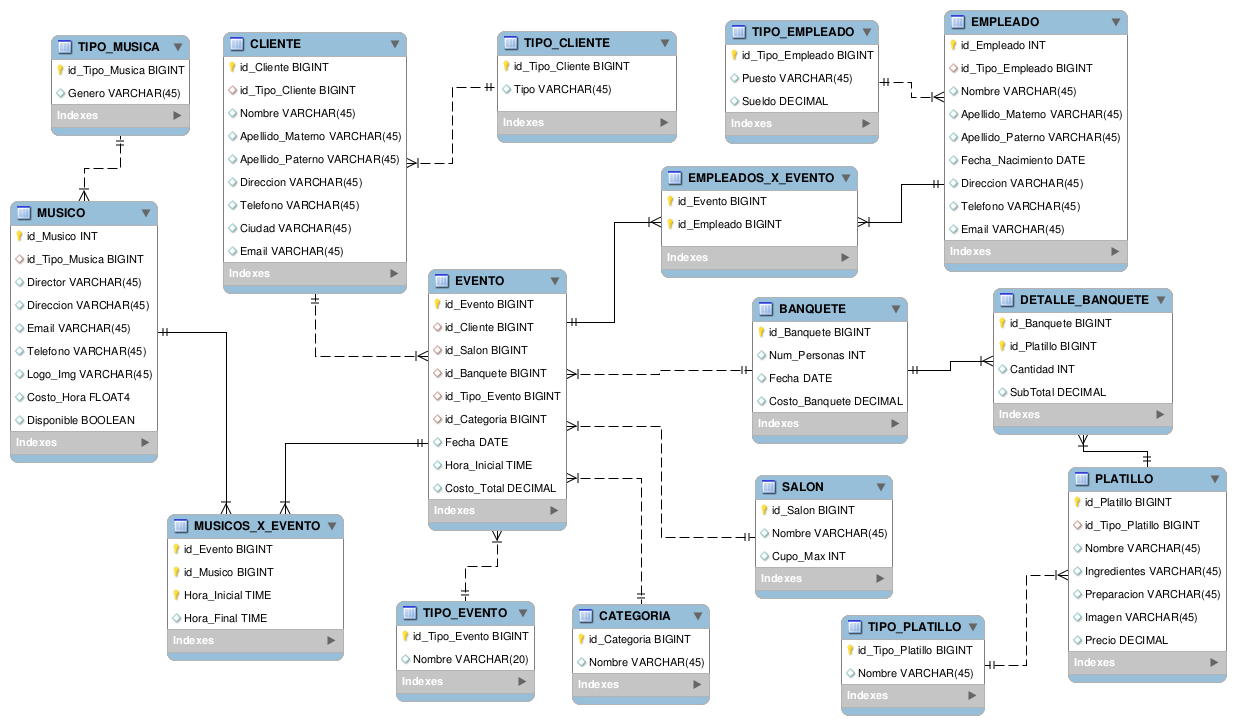 TIPO_MUSICA
id_Tipo_Musica BIGINT
Genero VARCHAR(45)
Indexes
CLIENTE
id_Cliente BIGINT
id_Tipo_Cliente BIGINT
Nombre VARCHAR(45)
Apellido_Materno VARCHAR(45)
Apellido_Paterno VARCHAR(45)
Direccion VARCHAR(45)
Telefono VARCHAR(45)
Ciudad VARCHAR(45)
Email VARCHAR(45)
Indexes
TIPO_CLIENTE
id_Tipo_Cliente BIGINT
Tipo VARCHAR(45)
Indexes
TIPO_EMPLEADO
id_Tipo_Empleado BIGINT
Puesto VARCHAR(45)
Sueldo DECIMAL
Indexes
EMPLEADO
id_Empleado INT
id_Tipo_Empleado BIGINT
Nombre VARCHAR(45)
Apellido_Materno VARCHAR(45)
Apellido_Paterno VARCHAR(45)
Fecha_Nacimiento DATE
Direccion VARCHAR(45)
Telefono VARCHAR(45)
Email VARCHAR(45)
Indexes
EMPLEADOS_X_EVENTO
id_Evento BIGINT
id_Empleado BIGINT
Indexes
MUSICO
id_Musico INT
id_Tipo_Musica BIGINT
Director VARCHAR(45)
Direccion VARCHAR(45)
Email VARCHAR(45)
Telefono VARCHAR(45)
Logo_Img VARCHAR(45)
Costo_Hora FLOAT4
Disponible BOOLEAN
Indexes
EVENTO
id_Evento BIGINT
id_Cliente BIGINT
id_Salon BIGINT
id_Banquete BIGINT
id_Tipo_Evento BIGINT
id_Categoria BIGINT
Fecha DATE
Hora_Inicial TIME
Costo_Total DECIMAL
Indexes
BANQUETE
id_Banquete BIGINT
Num_Personas INT
Fecha DATE
Costo_Banquete DECIMAL
Indexes
DETALLE_BANQUETE
id_Banquete BIGINT
id_Platillo BIGINT
Cantidad INT
SubTotal DECIMAL
Indexes
SALON
id_Salon BIGINT
Nombre VARCHAR(45)
Cupo_Max INT
Indexes
PLATILLO
id_Platillo BIGINT
id_Tipo_Platillo BIGINT
Nombre VARCHAR(45)
Ingredientes VARCHAR(45)
Preparacion VARCHAR(45)
Imagen VARCHAR(45)
Precio DECIMAL
Indexes
MUSICOS_X_EVENTO
id_Evento BIGINT
id_Musico BIGINT
Hora_Inicial TIME
Hora_Final TIME
Indexes
TIPO_EVENTO
id_Tipo_Evento BIGINT
Nombre VARCHAR(20)
Indexes
CATEGORIA
id_Categoria BIGINT
Nombre VARCHAR(45)
Indexes
TIPO_PLATILLO
id_Tipo_Platillo BIGINT
Nombre VARCHAR(45)
Indexes